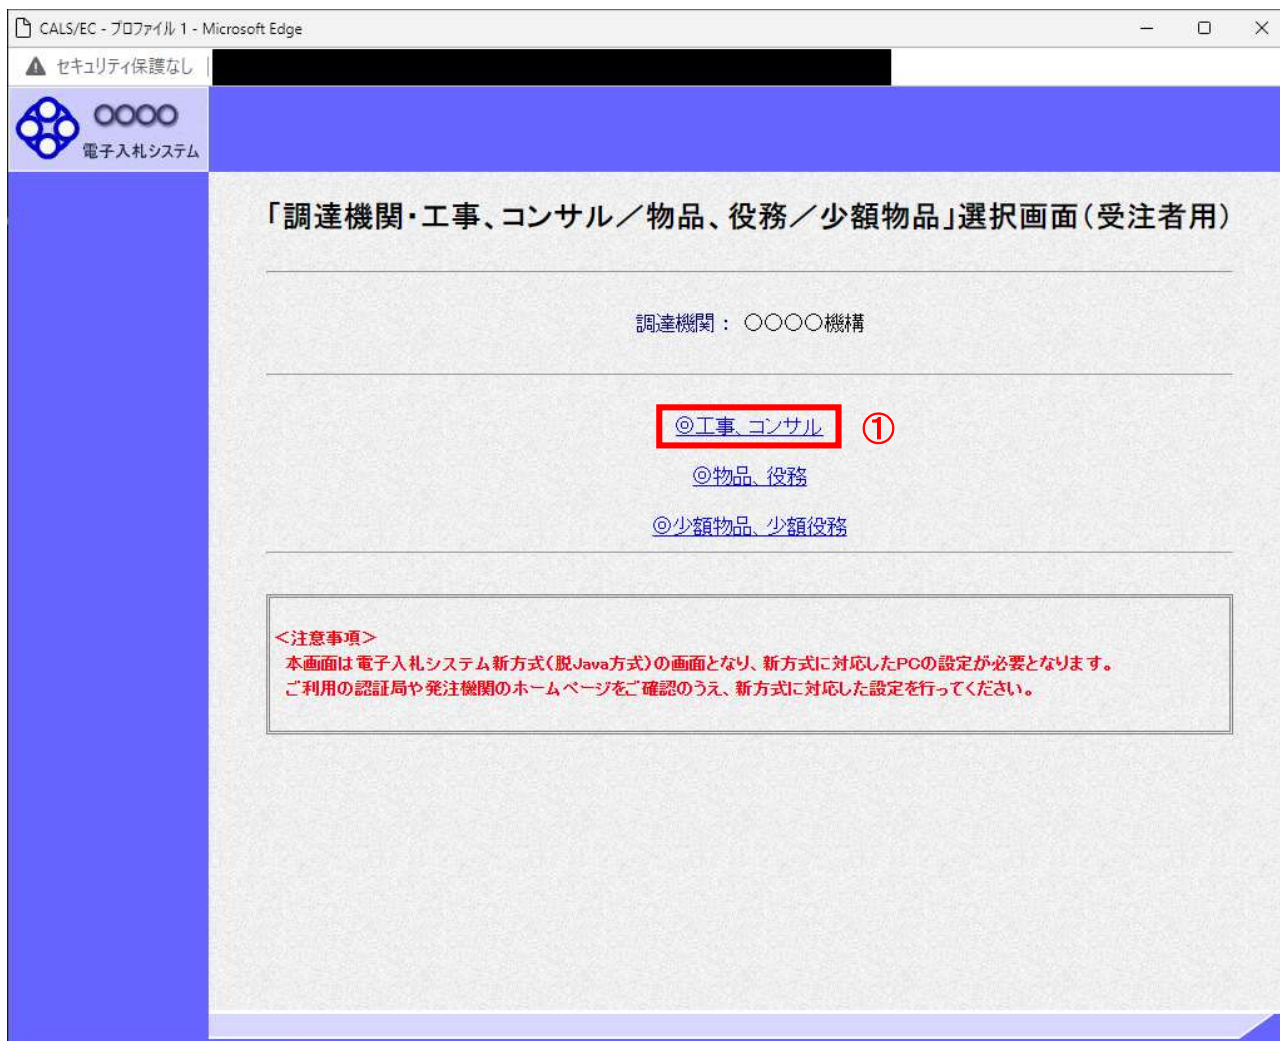 CALS/EC - プロファイル 1 - Microsoft Edge
セキュリティ保護なし
○○○○
電子入札システム
「調達機関・工事、コンサル／物品、役務／少額物品」選択画面(受注者用)
調達機関： ○○○○機構
◎工事、コンサル ①
◎物品、役務
◎少額物品、少額役務
＜注意事項＞
本画面は電子入札システム新方式(脱Java方式)の画面となり、新方式に対応したPCの設定が必要となります。
ご利用の認証局や発注機関のホームページをご確認のうえ、新方式に対応した設定を行ってください。